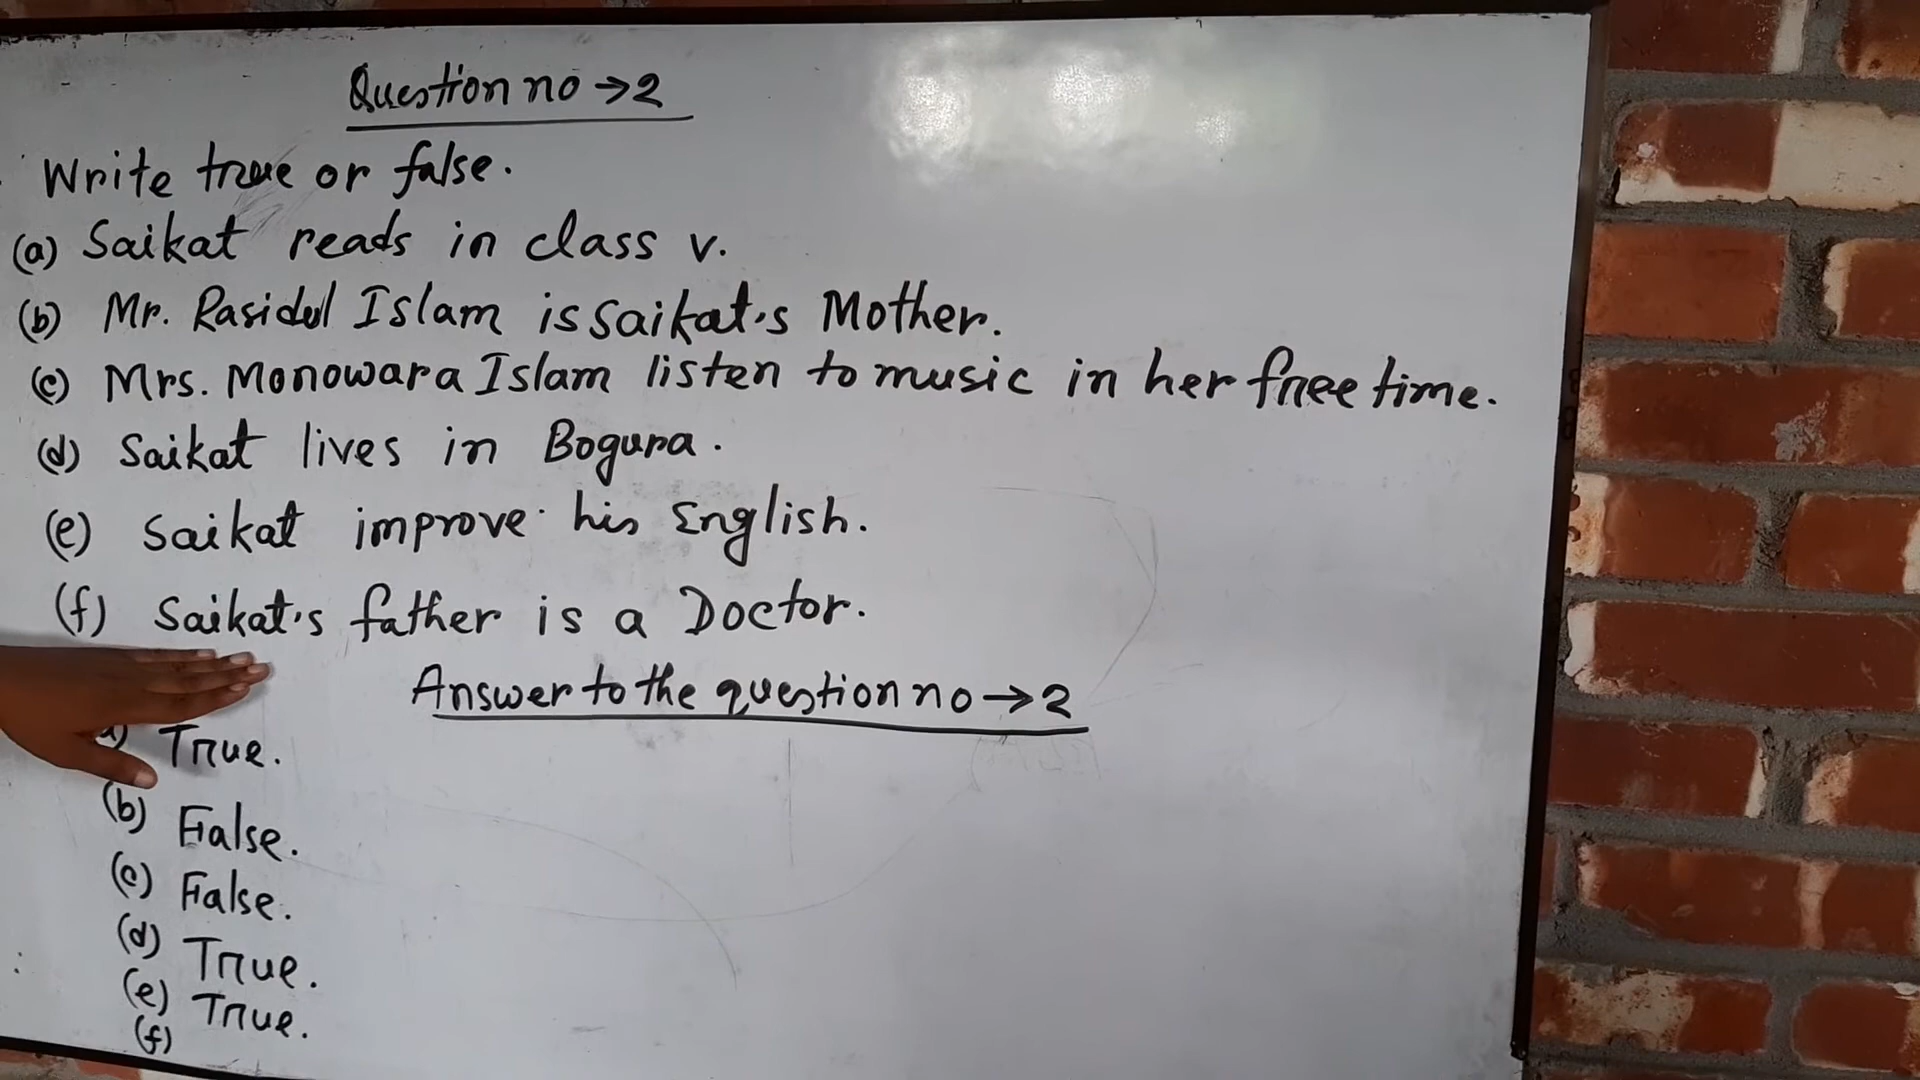 Question no → 2
Write true or false.
(a) Saikat reads in class v.
(b) Mr. Rasidul Islam is Saikat's Mother.
(c) Mrs. Monowara Islam listen to music in her free time.
(d) Saikat lives in Bogura.
(e) Saikat improve his English.
(f) Saikat's father is a Doctor.
Answer to the question no → 2
True.
(b) False.
(c) False.
(d) True.
(e) True.
(f)